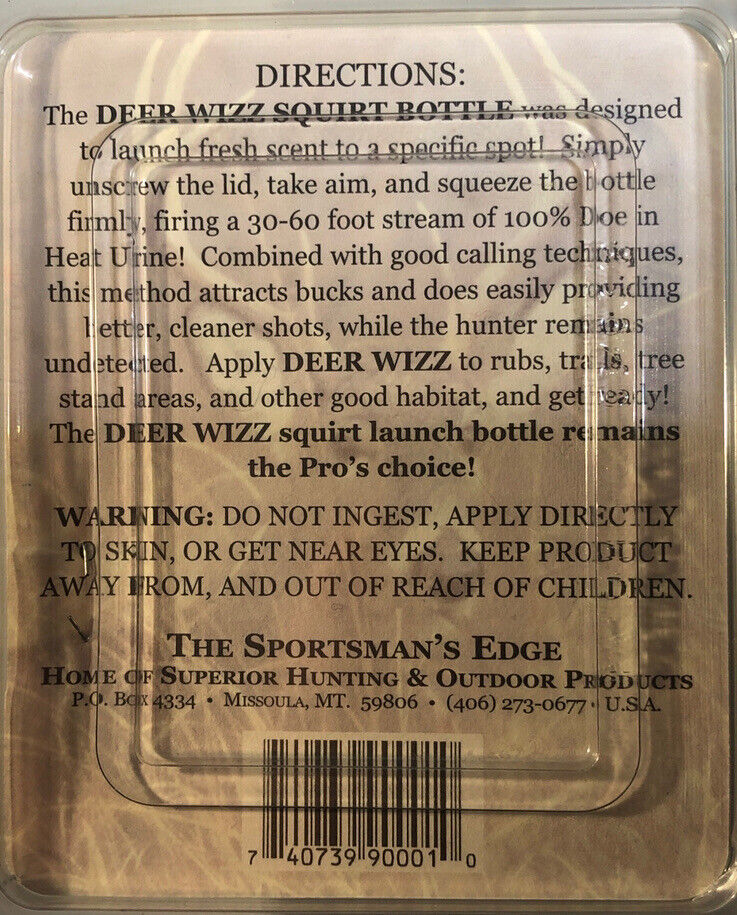 DIRECTIONS:
The DEER WIZZ SQUIRT BOTTLE was designed
to launch fresh scent to a specific spot! Simply
unscrew the lid, take aim, and squeeze the bottle
firmly, firing a 30-60 foot stream of 100% Doe in
Heat Urine! Combined with good calling techniques,
this method attracts bucks and does easily providing
better, cleaner shots, while the hunter remains
undetected. Apply DEER WIZZ to rubs, trails, tree
stand areas, and other good habitat, and get ready!
The DEER WIZZ squirt launch bottle remains
the Pro's choice!
WARNING: DO NOT INGEST, APPLY DIRECTLY
TO SKIN, OR GET NEAR EYES. KEEP PRODUCT
AWAY FROM, AND OUT OF REACH OF CHILDREN.
THE SPORTSMAN'S EDGE
HOME OF SUPERIOR HUNTING & OUTDOOR PRODUCTS
P.O. BOX 4334 • MISSOULA, MT. 59806 • (406) 273-0677 • U.S.A.
7 40739 90001 0